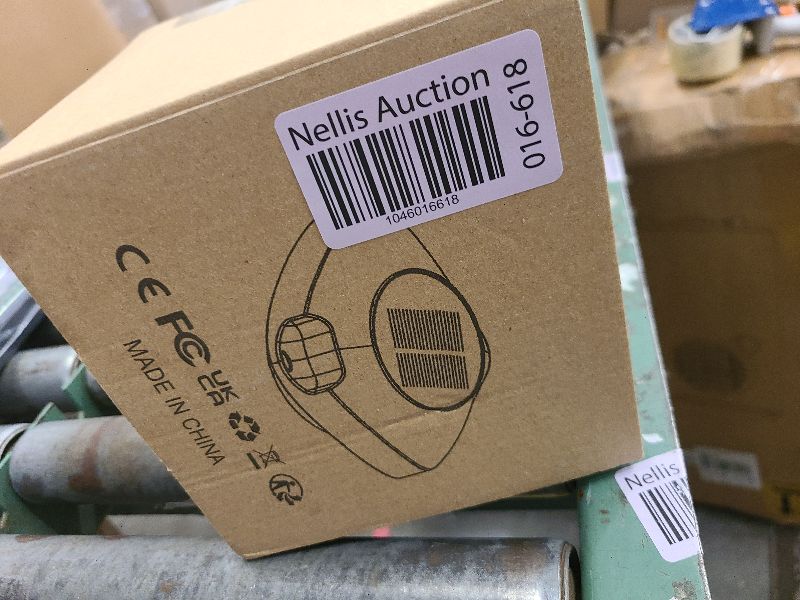 Nellis Auction
1046016618
016-618
CE FC UK
CA
MADE IN CHINA
Nellis